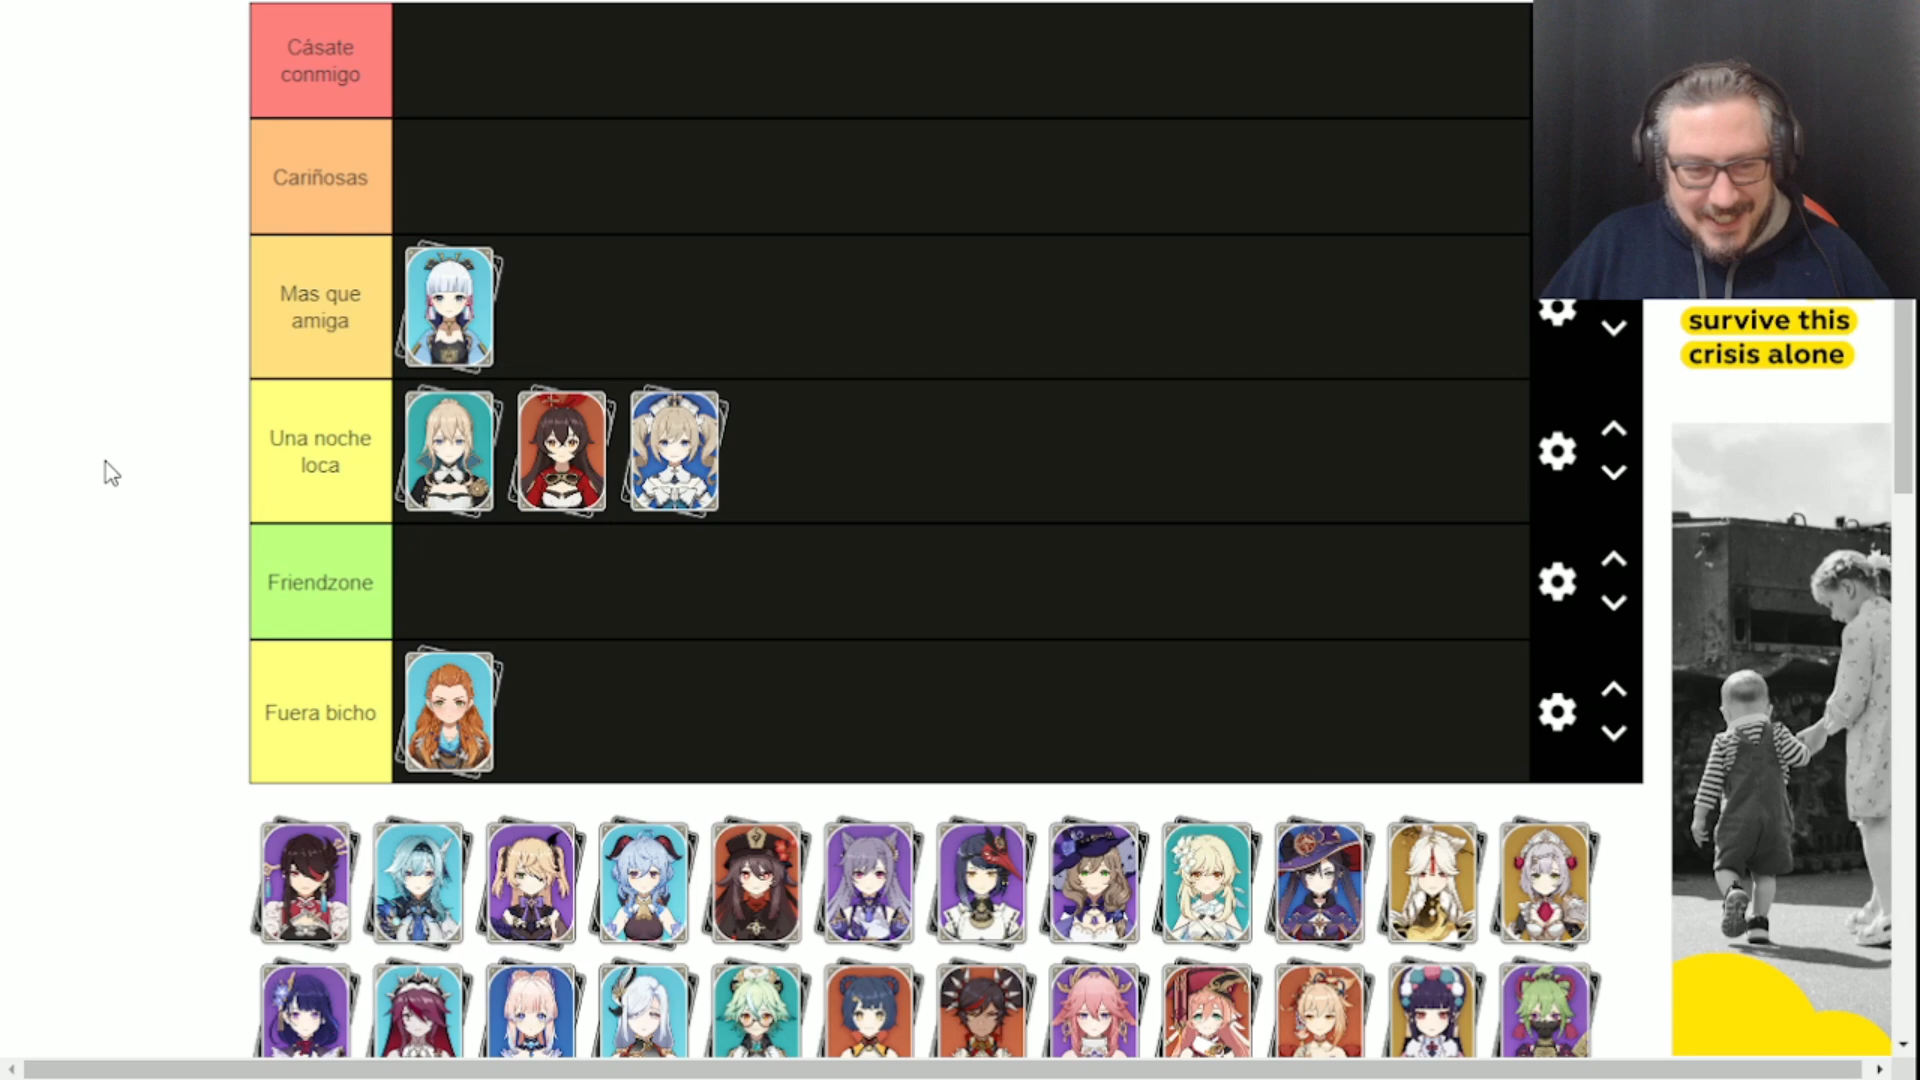 Cásate
conmigo
Cariñosas
Mas que
amiga
Una noche
loca
Friendzone
Fuera bicho
survive this
crisis alone